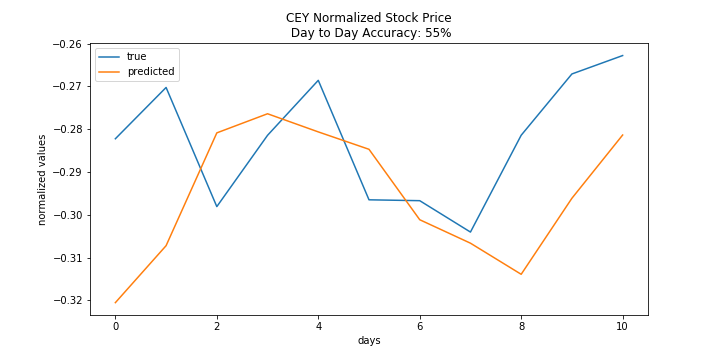 CEY Normalized Stock Price
Day to Day Accuracy: 55%
true
predicted
normalized values
−0.26
−0.27
−0.28
−0.29
−0.30
−0.31
−0.32
0
2
4
6
8
10
days